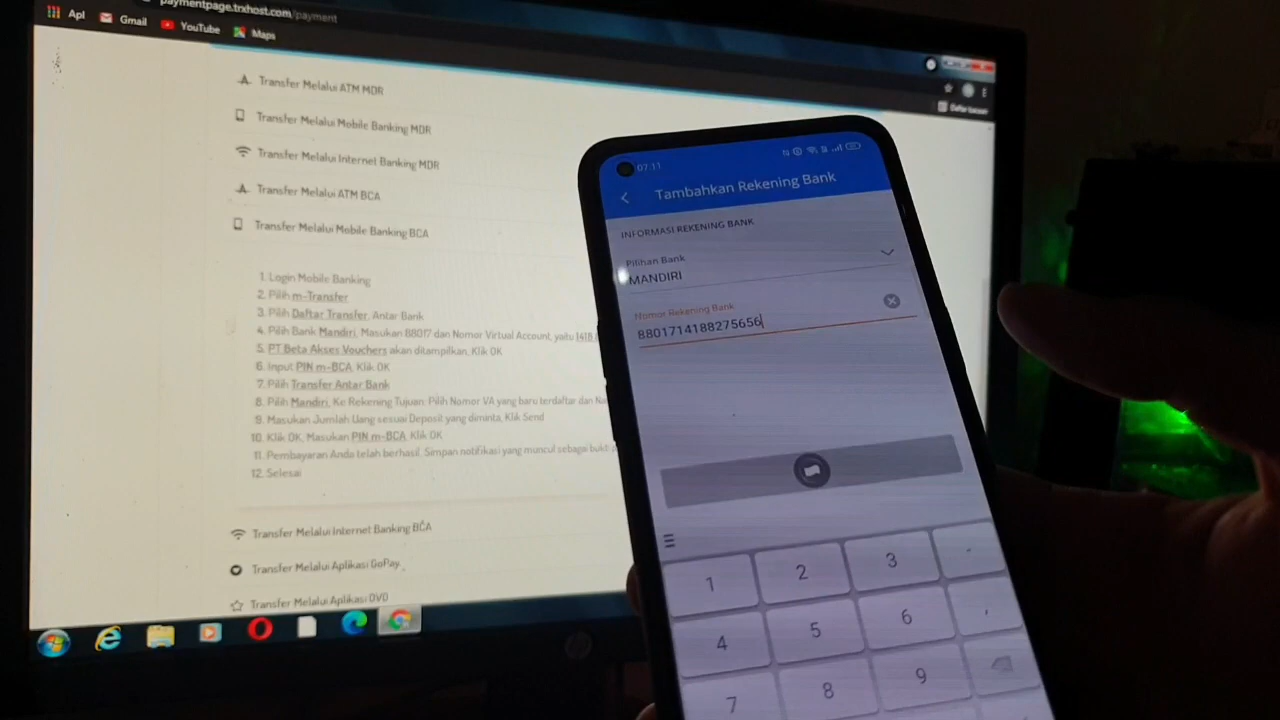 paymentpage.trxhost.com/payment
Apl
Gmail
YouTube
Maps
Daftar bacaan
Transfer Melalui ATM MDR
Transfer Melalui Mobile Banking MDR
Transfer Melalui Internet Banking MDR
Transfer Melalui ATM BCA
Transfer Melalui Mobile Banking BCA
1. Login Mobile Banking
2. Pilih m-Transfer
3. Pilih Daftar Transfer, Antar Bank
4. Pilih Bank Mandiri, Masukan 88017 dan Nomor Virtual Account, yaitu 1418
5. PT Beta Akses Vouchers akan ditampilkan, Klik OK
6. Input PIN m-BCA, Klik OK
7. Pilih Transfer Antar Bank
8. Pilih Mandiri, Ke Rekening Tujuan: Pilih Nomor VA yang baru terdaftar dan
9. Masukan Jumlah Uang sesuai Deposit yang diminta, Klik Send
10. Klik OK, Masukan PIN m-BCA, Klik OK
11. Pembayaran Anda telah berhasil. Simpan notifikasi yang muncul sebagai bukti
12. Selesai
Transfer Melalui Internet Banking BCA
Transfer Melalui Aplikasi GoPay
Transfer Melalui Aplikasi OVO
07:11
Tambahkan Rekening Bank
INFORMASI REKENING BANK
Pilihan Bank
MANDIRI
Nomor Rekening Bank
8801714188275656
1 2 3 .
4 5 6 ,
7 8 9